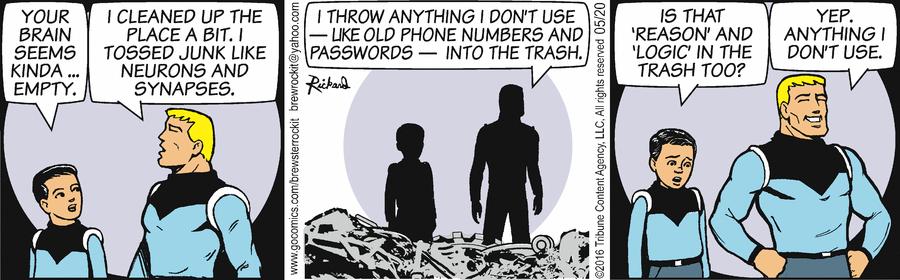 YOUR
BRAIN
SEEMS
KINDA ...
EMPTY.
I CLEANED UP THE
PLACE A BIT. I
TOSSED JUNK LIKE
NEURONS AND
SYNAPSES.
www.gocomics.com/brewsterrockit brewrockit@yahoo.com
I THROW ANYTHING I DON'T USE
— LIKE OLD PHONE NUMBERS AND
PASSWORDS — INTO THE TRASH.
Rickard
©2016 Tribune Content Agency, LLC. All rights reserved 05/20
IS THAT
'REASON' AND
'LOGIC' IN THE
TRASH TOO?
YEP.
ANYTHING I
DON'T USE.